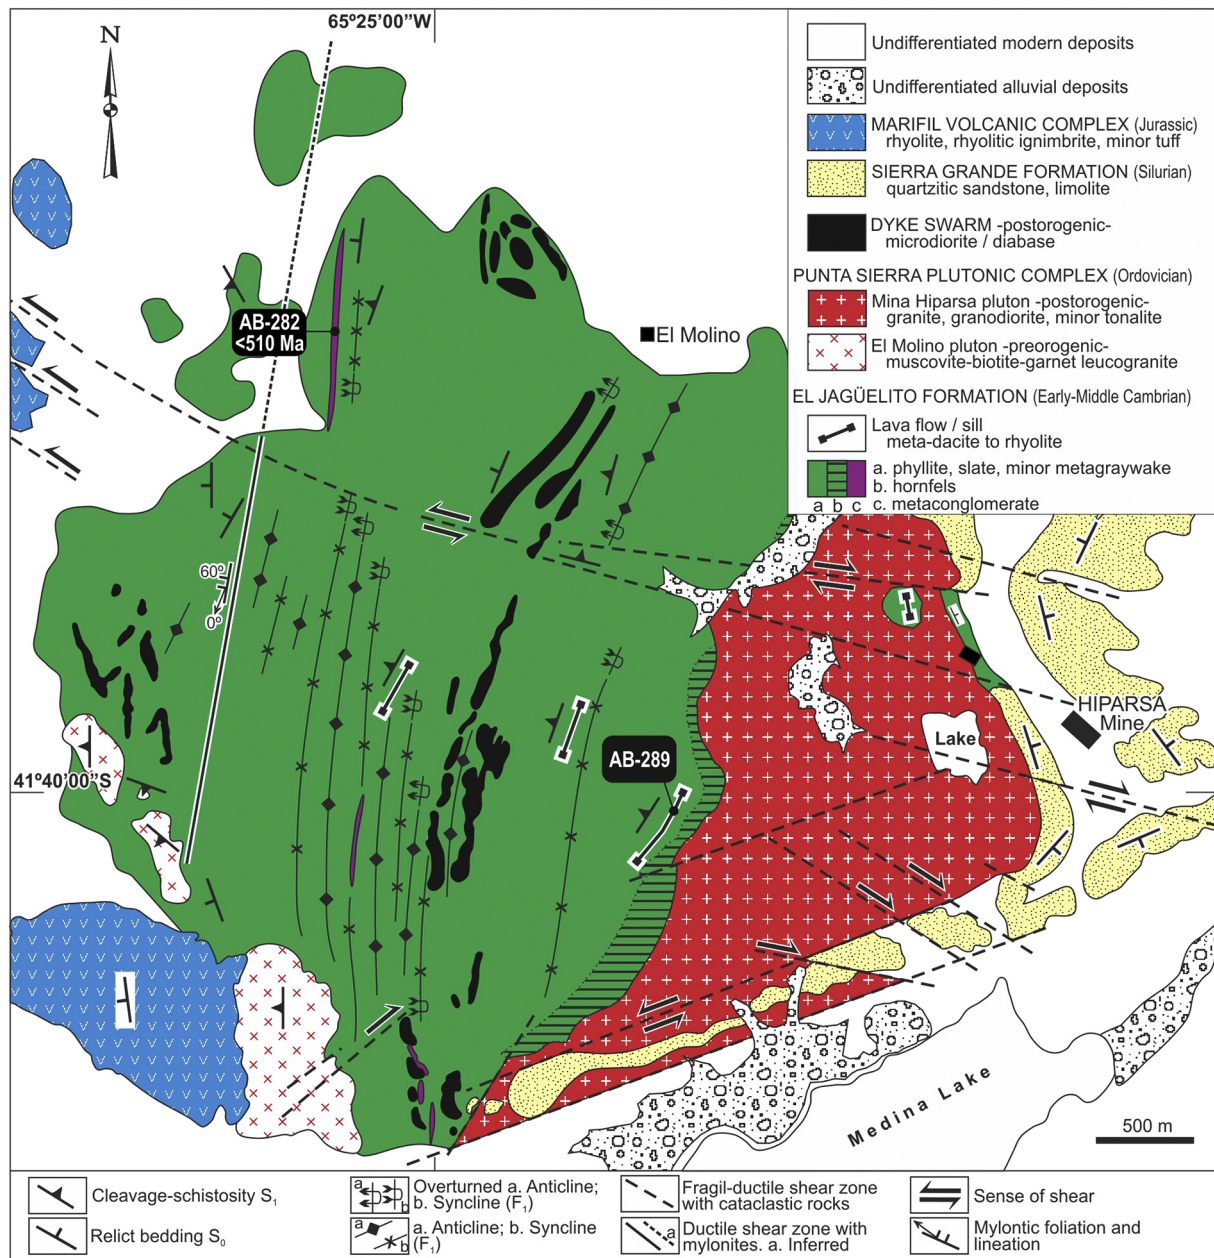 65º25'00"W
N
Undifferentiated modern deposits
Undifferentiated alluvial deposits
MARIFIL VOLCANIC COMPLEX (Jurassic)
rhyolite, rhyolitic ignimbrite, minor tuff
SIERRA GRANDE FORMATION (Silurian)
quartzitic sandstone, limolite
DYKE SWARM -postorogenic-
microdiorite / diabase
PUNTA SIERRA PLUTONIC COMPLEX (Ordovician)
Mina Hiparsa pluton -postorogenic-
granite, granodiorite, minor tonalite
El Molino pluton -preorogenic-
muscovite-biotite-garnet leucogranite
EL JAGÜELITO FORMATION (Early-Middle Cambrian)
Lava flow / sill
meta-dacite to rhyolite
a. phyllite, slate, minor metagraywake
b. hornfels
c. metaconglomerate
a b c
AB-282
<510 Ma
El Molino
60º
0º
HIPARSA
Mine
Lake
AB-289
41º40'00"S
Medina Lake
500 m
Cleavage-schistosity S1
Relict bedding S0
a
b
Overturned a. Anticline;
b. Syncline (F1)
a
b
a. Anticline; b. Syncline
(F1)
Fragil-ductile shear zone
with cataclastic rocks
a
Ductile shear zone with
mylonites. a. Inferred
Sense of shear
Mylontic foliation and
lineation